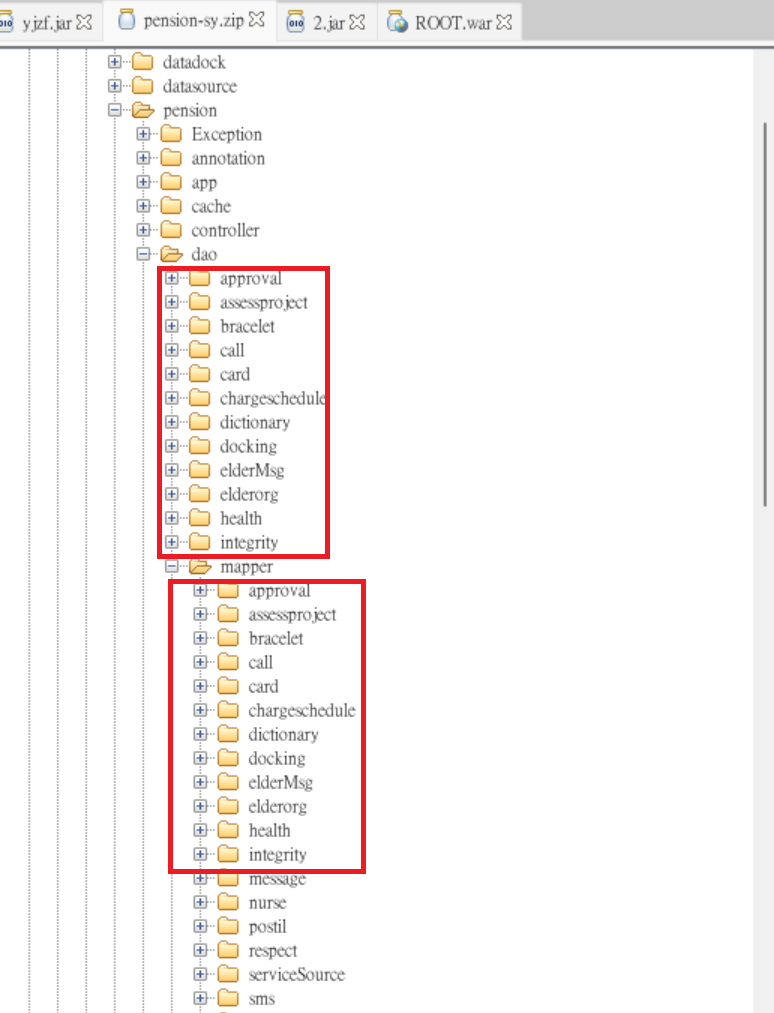 yjzf.jar pension-sy.zip 2.jar ROOT.war
datadock
datasource
pension
Exception
annotation
app
cache
controller
dao
approval
assessproject
bracelet
call
card
chargeschedule
dictionary
docking
elderMsg
elderorg
health
integrity
mapper
approval
assessproject
bracelet
call
card
chargeschedule
dictionary
docking
elderMsg
elderorg
health
integrity
message
nurse
postil
respect
serviceSource
sms